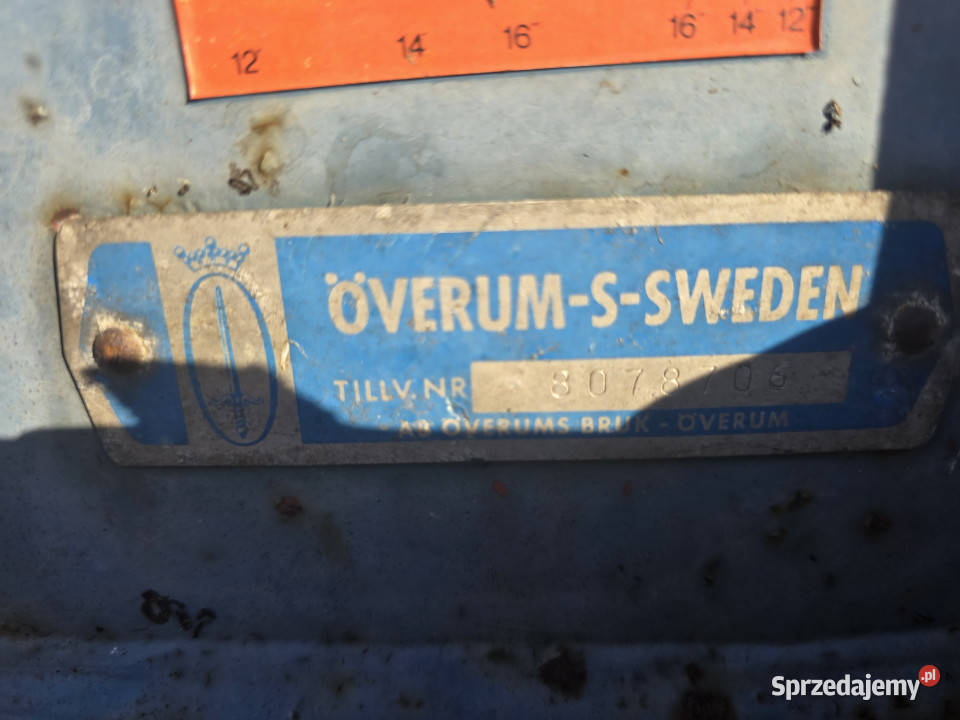 12 14 16 16 14 12
ÖVERUM-S-SWEDEN
TILLV. NR 8078706
AB ÖVERUMS BRUK - ÖVERUM
Sprzedajemy.pl